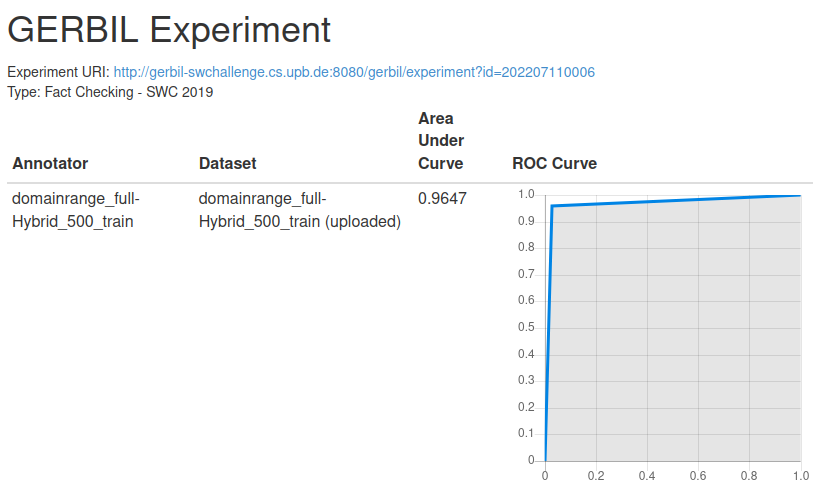 GERBIL Experiment
Experiment URI: http://gerbil-swchallenge.cs.upb.de:8080/gerbil/experiment?id=202207110006
Type: Fact Checking - SWC 2019
Annotator Dataset Area Under Curve ROC Curve
domainrange_full-Hybrid_500_train domainrange_full-Hybrid_500_train (uploaded) 0.9647
1.0
0.9
0.8
0.7
0.6
0.5
0.4
0.3
0.2
0.1
0
0 0.2 0.4 0.6 0.8 1.0